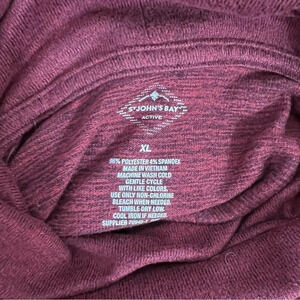 ST. JOHN'S BAY
ACTIVE
XL
POLYESTER 4% SPANDEX
MADE IN VIETNAM
MACHINE WASH COLD
GENTLE CYCLE
WITH LIKE COLORS.
USE ONLY NON-CHLORINE
BLEACH WHEN NEEDED.
TUMBLE DRY LOW.
COOL IRON IF NEEDED.
SUPPLIER